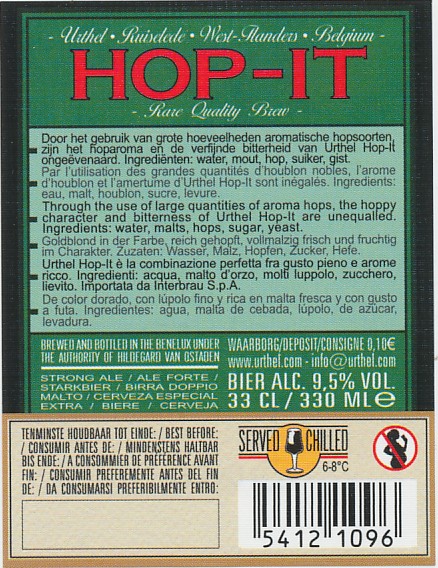 - Urthel • Ruiselede • West-Flanders • Belgium -
HOP-IT
- Rare Quality Brew -
Door het gebruik van grote hoeveelheden aromatische hopsoorten,
zijn het hoparoma en de verfijnde bitterheid van Urthel Hop-It
ongeëvenaard. Ingrediënten: water, mout, hop, suiker, gist.
Par l'utilisation des grandes quantités d'houblon nobles, l'arome
d'houblon et l'amertume d'Urthel Hop-It sont inégalés. Ingredients:
eau, malt, houblon, sucre, levure.
Through the use of large quantities of aroma hops, the hoppy
character and bitterness of Urthel Hop-It are unequalled.
Ingredients: water, malts, hops, sugar, yeast.
Goldblond in der Farbe, reich gehopft, vollmalzig frisch und fruchtig
im Charakter. Zuzaten: Wasser, Malz, Hopfen, Zucker, Hefe.
Urthel Hop-It è la combinazione perfetta fra gusto pieno e arome
ricco. Ingredienti: acqua, malto d'orzo, molti luppolo, zucchero,
lievito. Importata da Interbrau S.p.A.
De color dorado, con lúpolo fino y rica en malta fresca y con gusto
a futa. Ingredientes: agua, malta de cebada, lúpulo, de azúcar,
levadura.
BREWED AND BOTTLED IN THE BENELUX UNDER
THE AUTHORITY OF HILDEGARD VAN OSTADEN
WAARBORG/DEPOSIT/CONSIGNE 0,10€
www.urthel.com - info@urthel.com
STRONG ALE / ALE FORTE /
STARKBIER / BIRRA DOPPIO
MALTO / CERVEZA ESPECIAL
EXTRA / BIERE / CERVEJA
BIER ALC. 9,5% VOL.
33 CL / 330 ML ℮
TENMINSTE HOUDBAAR TOT EINDE: / BEST BEFORE:
/ CONSUMIR ANTES DE: / MINDENSTENS HALTBAR
BIS ENDE: / A CONSOMMER DE PRÉFÉRENCE AVANT
FIN: / CONSUMIR PREFEREMENTE ANTES DEL FIN
DE: / DA CONSUMARSI PREFERIBILMENTE ENTRO:
SERVED CHILLED
6-8°C
5412 1096